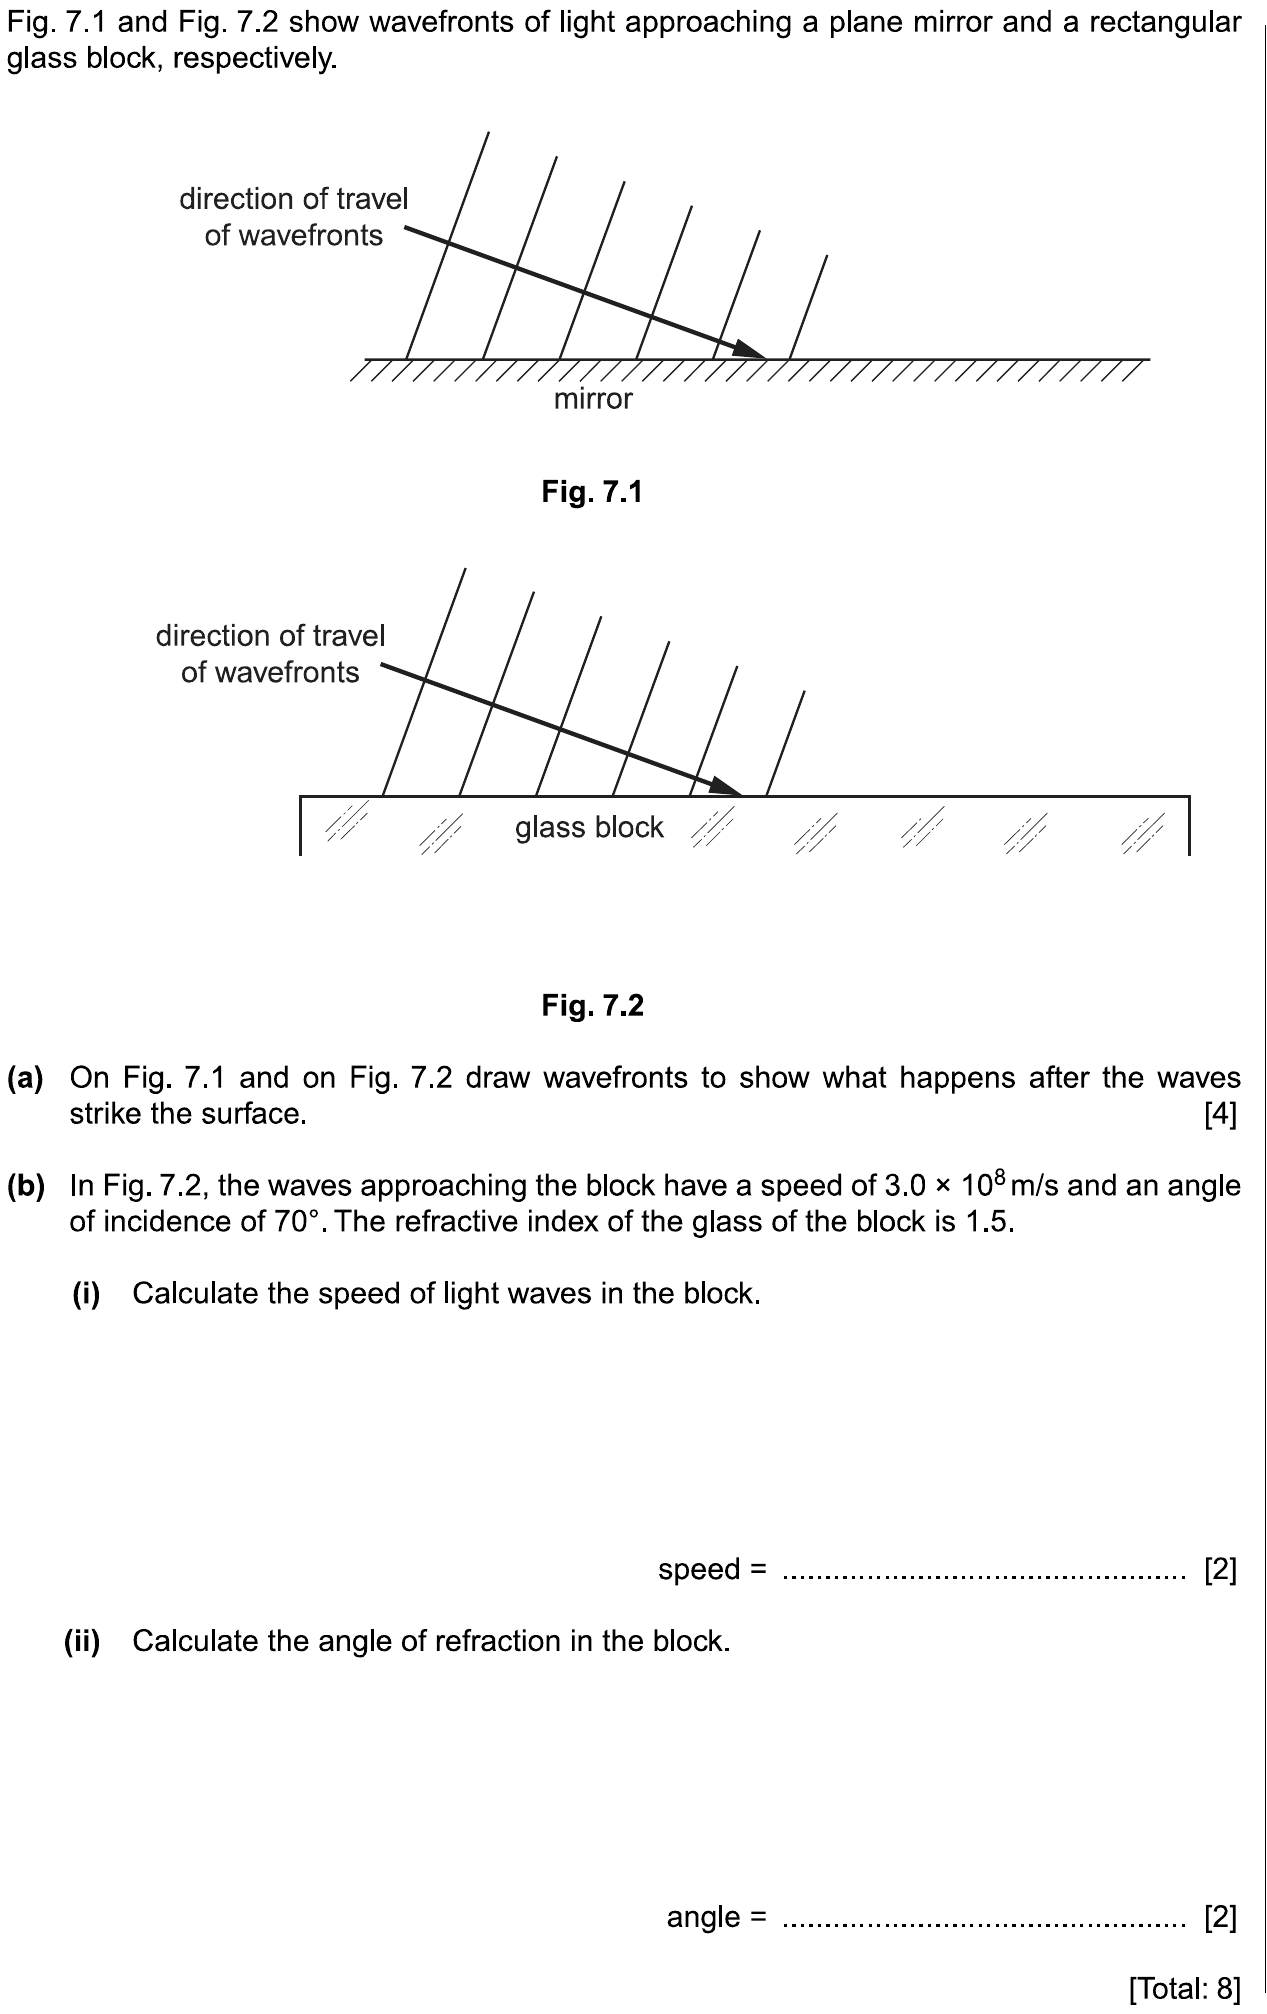 Fig. 7.1 and Fig. 7.2 show wavefronts of light approaching a plane mirror and a rectangular
glass block, respectively.
direction of travel
of wavefronts
mirror
Fig. 7.1
direction of travel
of wavefronts
glass block
Fig. 7.2
(a) On Fig. 7.1 and on Fig. 7.2 draw wavefronts to show what happens after the waves
strike the surface. [4]
(b) In Fig. 7.2, the waves approaching the block have a speed of 3.0 × 10⁸ m/s and an angle
of incidence of 70°. The refractive index of the glass of the block is 1.5.
(i) Calculate the speed of light waves in the block.
speed = ................................................ [2]
(ii) Calculate the angle of refraction in the block.
angle = ................................................ [2]
[Total: 8]